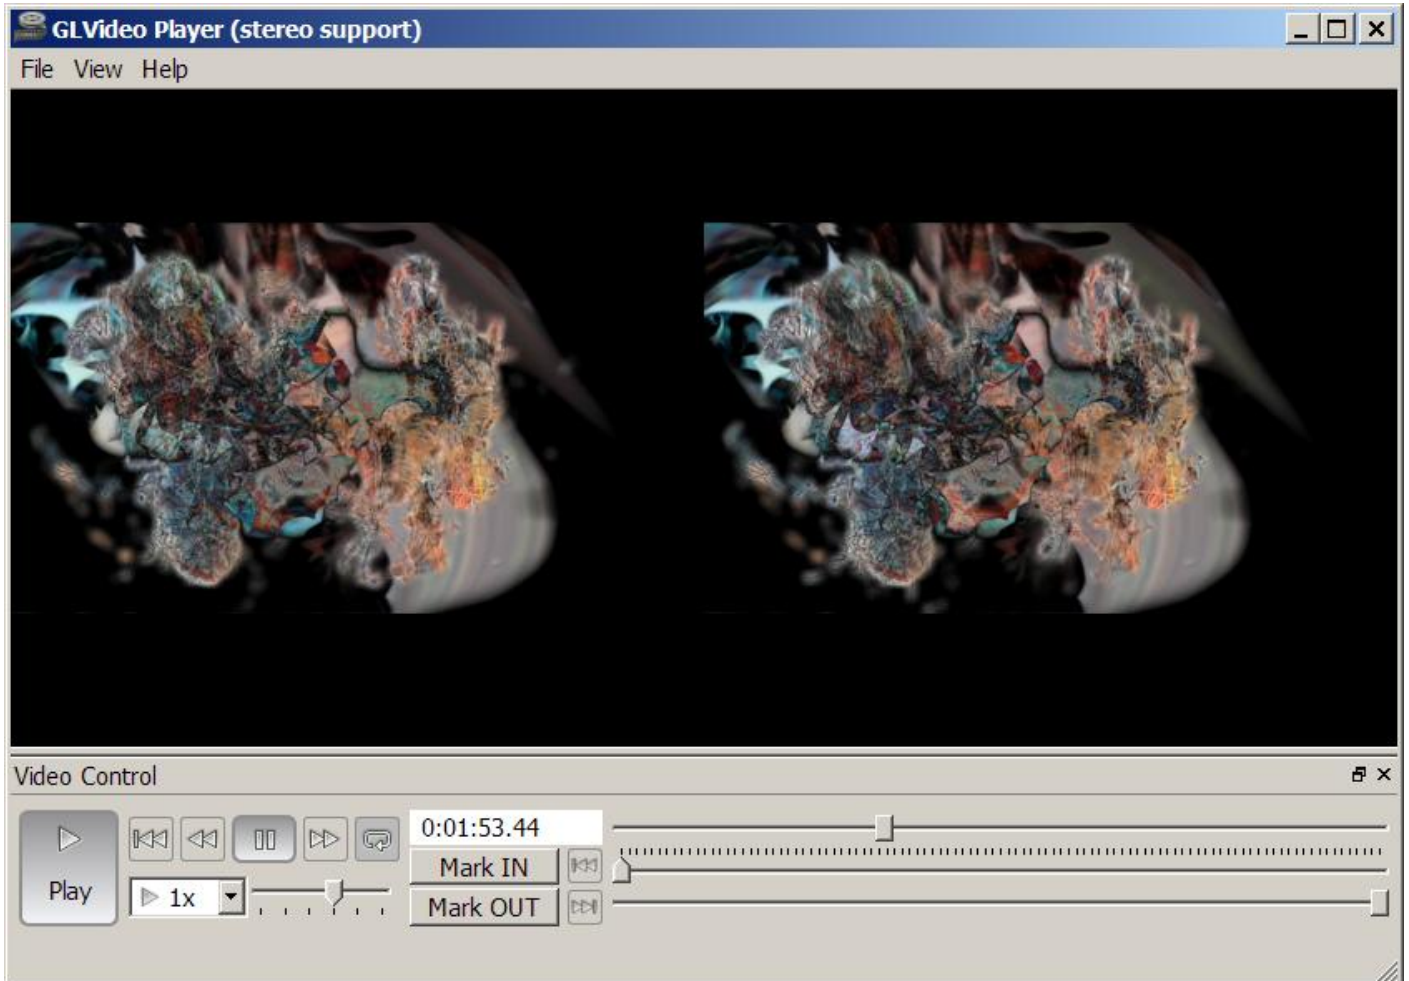 GLVideo Player (stereo support)
File View Help
Video Control
0:01:53.44
Mark IN
Play
1x
Mark OUT